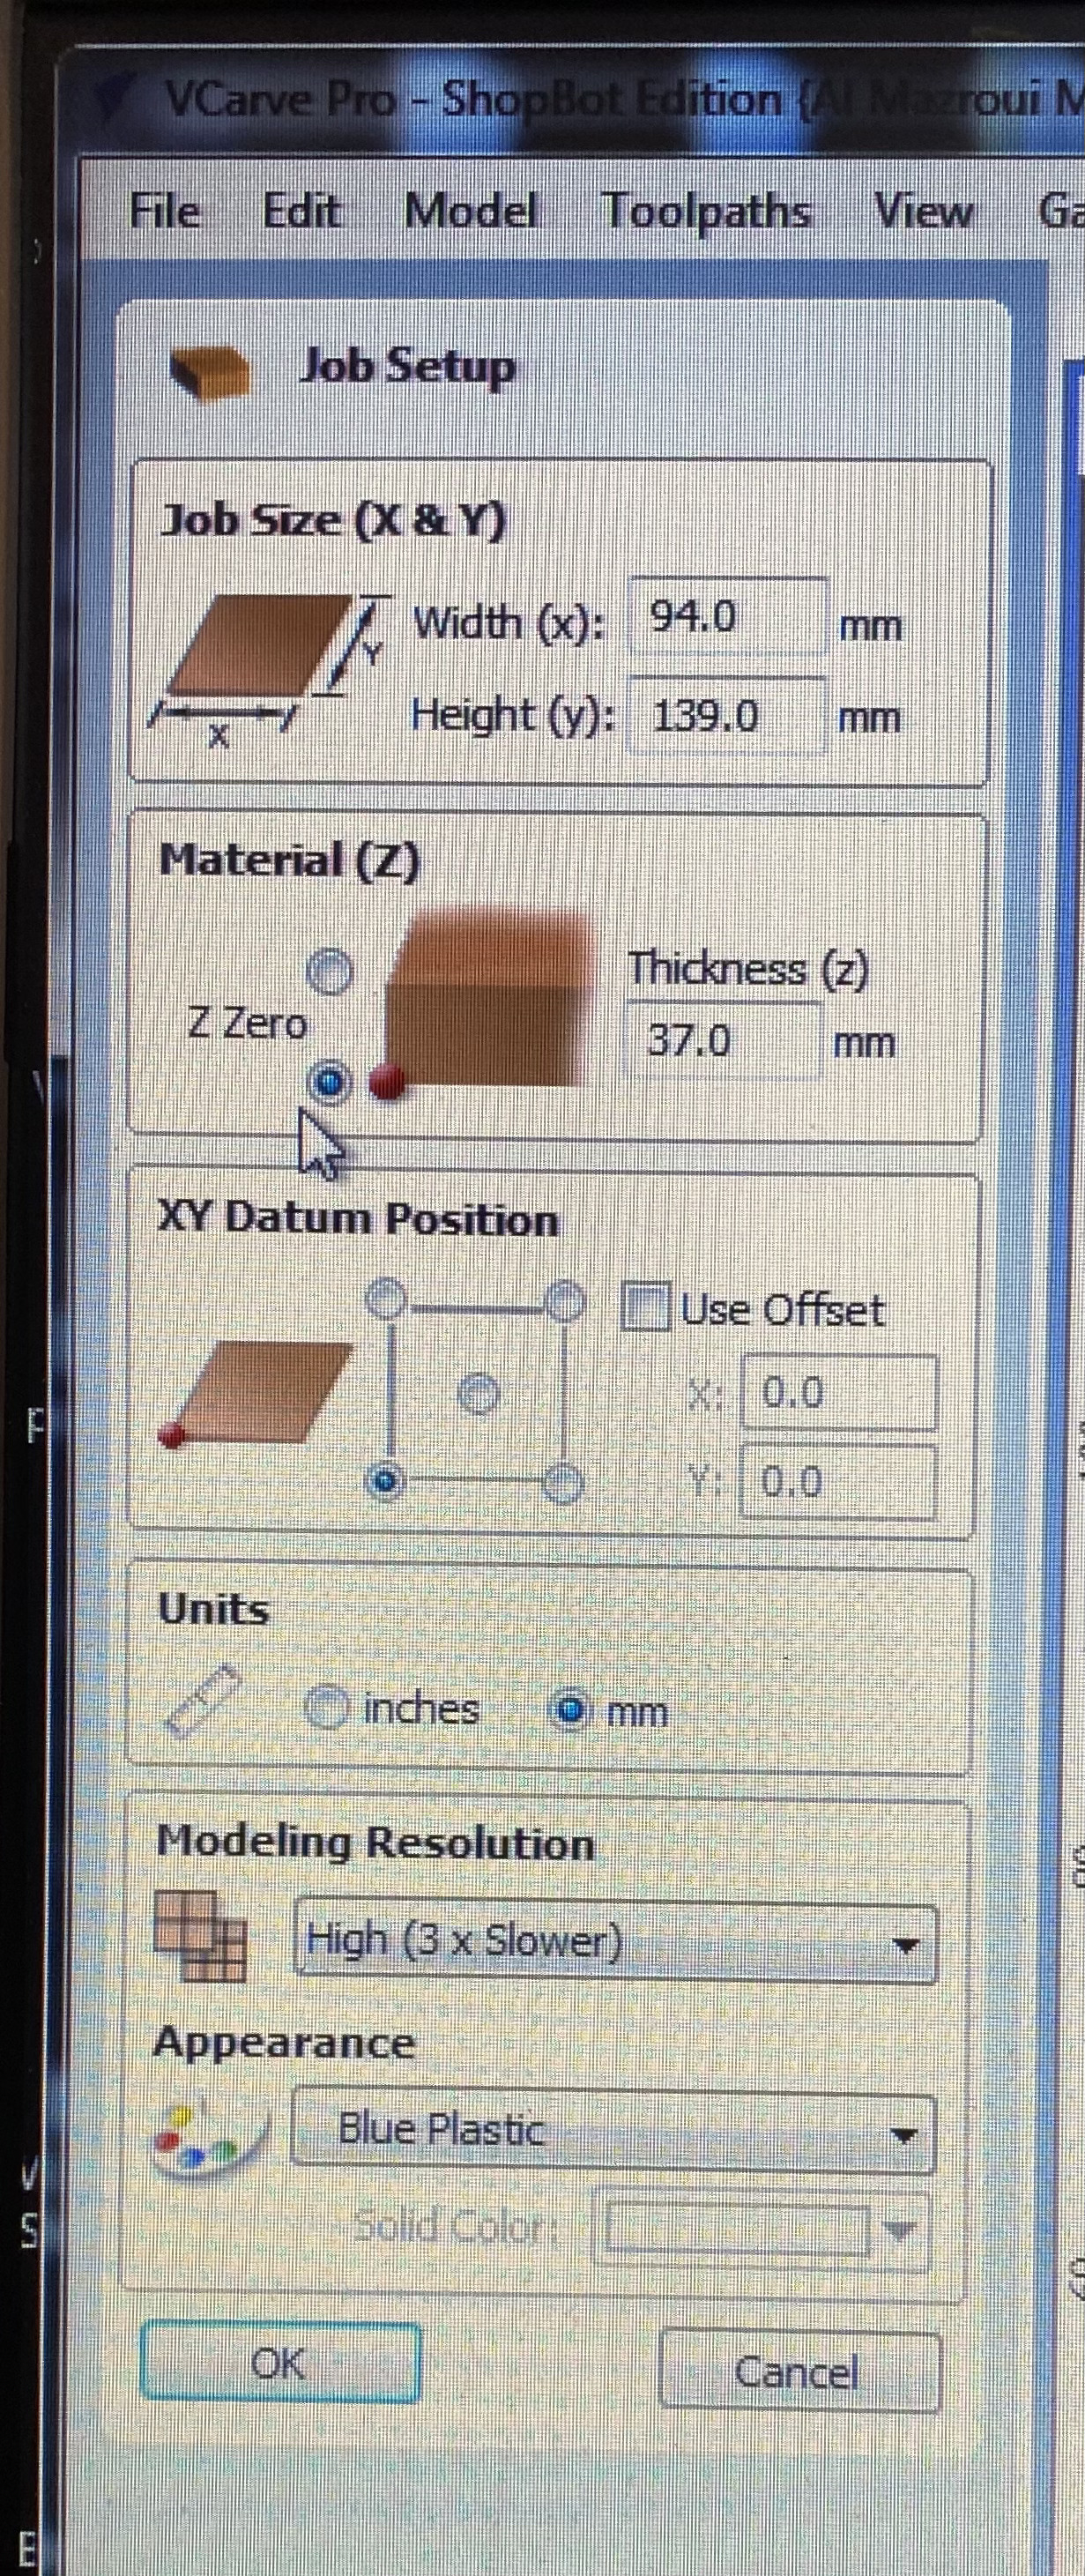 VCarve Pro - ShopBot Edition {Al Mazroui M
File Edit Model Toolpaths View Ga
Job Setup
Job Size (X & Y)
Width (x): 94.0 mm
Y
Height (y): 139.0 mm
X
Material (Z)
Thickness (z)
Z Zero
37.0 mm
XY Datum Position
Use Offset
X: 0.0
Y: 0.0
Units
inches mm
Modeling Resolution
High (3 x Slower)
Appearance
Blue Plastic
Solid Color:
OK Cancel